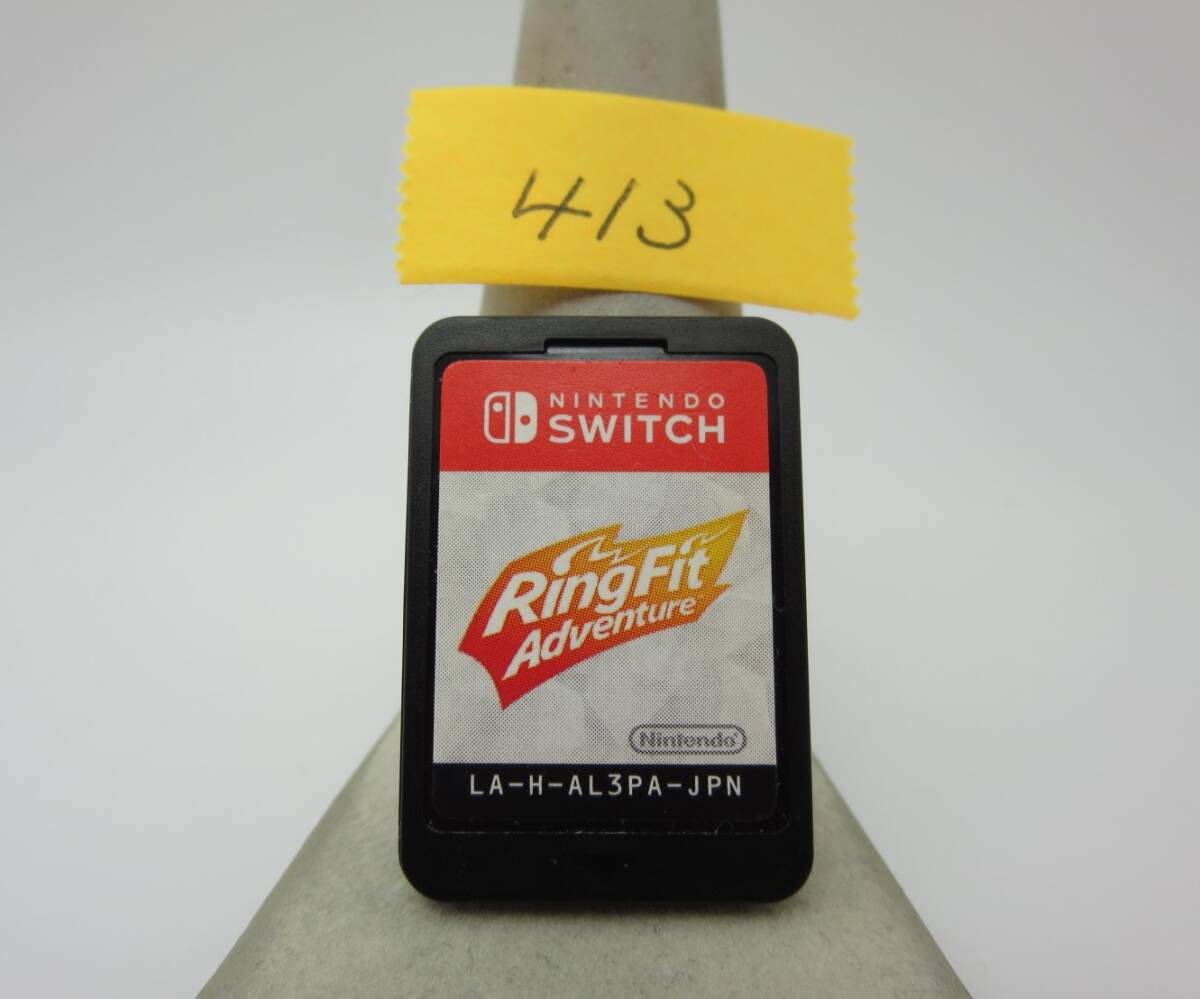 413
NINTENDO
SWITCH
RingFit
Adventure
Nintendo
LA-H-AL3PA-JPN